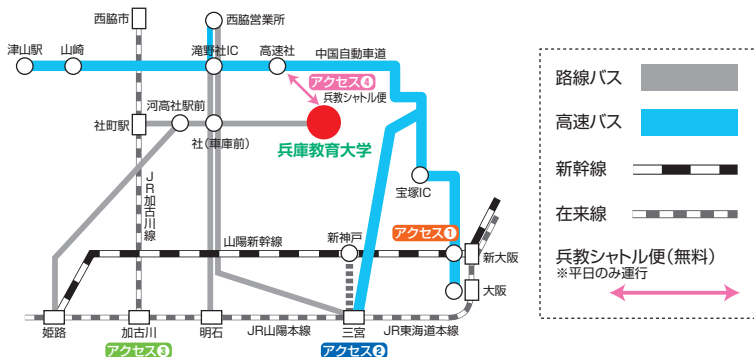 西脇市
西脇営業所
津山駅
山崎
滝野社IC
高速社
中国自動車道
アクセス④
兵教シャトル便
河高社駅前
社町駅
社(車庫前)
兵庫教育大学
JR加古川線
宝塚IC
アクセス①
山陽新幹線
新神戸
新大阪
大阪
姫路
加古川
明石
JR山陽本線
三宮
JR東海道本線
アクセス③
アクセス②
路線バス
高速バス
新幹線
在来線
兵教シャトル便(無料)
※平日のみ運行